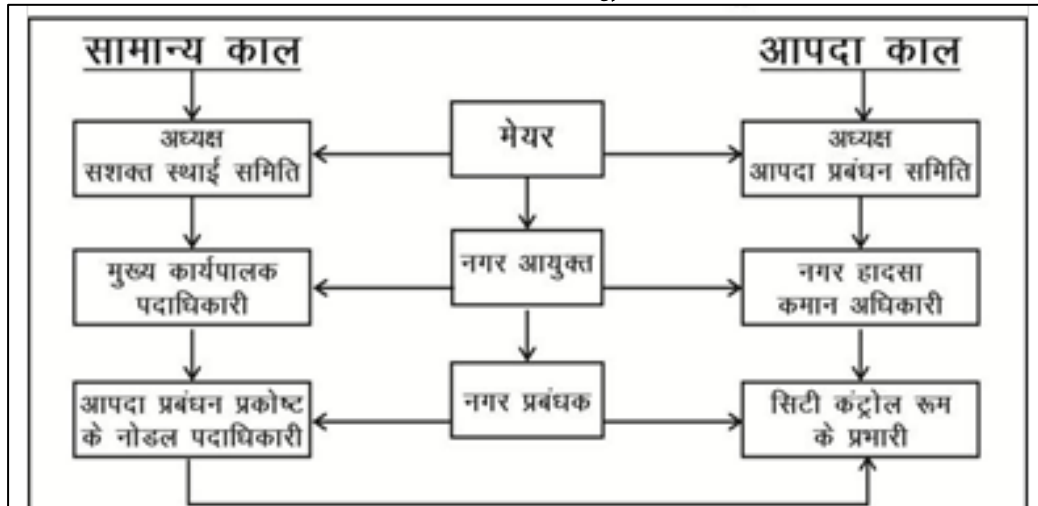 सामान्य काल
आपदा काल
अध्यक्ष
सशक्त स्थाई समिति
मेयर
अध्यक्ष
आपदा प्रबंधन समिति
मुख्य कार्यपालक
पदाधिकारी
नगर आयुक्त
नगर हादसा
कमान अधिकारी
आपदा प्रबंधन प्रकोष्ट
के नोडल पदाधिकारी
नगर प्रबंधक
सिटी कंट्रोल रूम
के प्रभारी